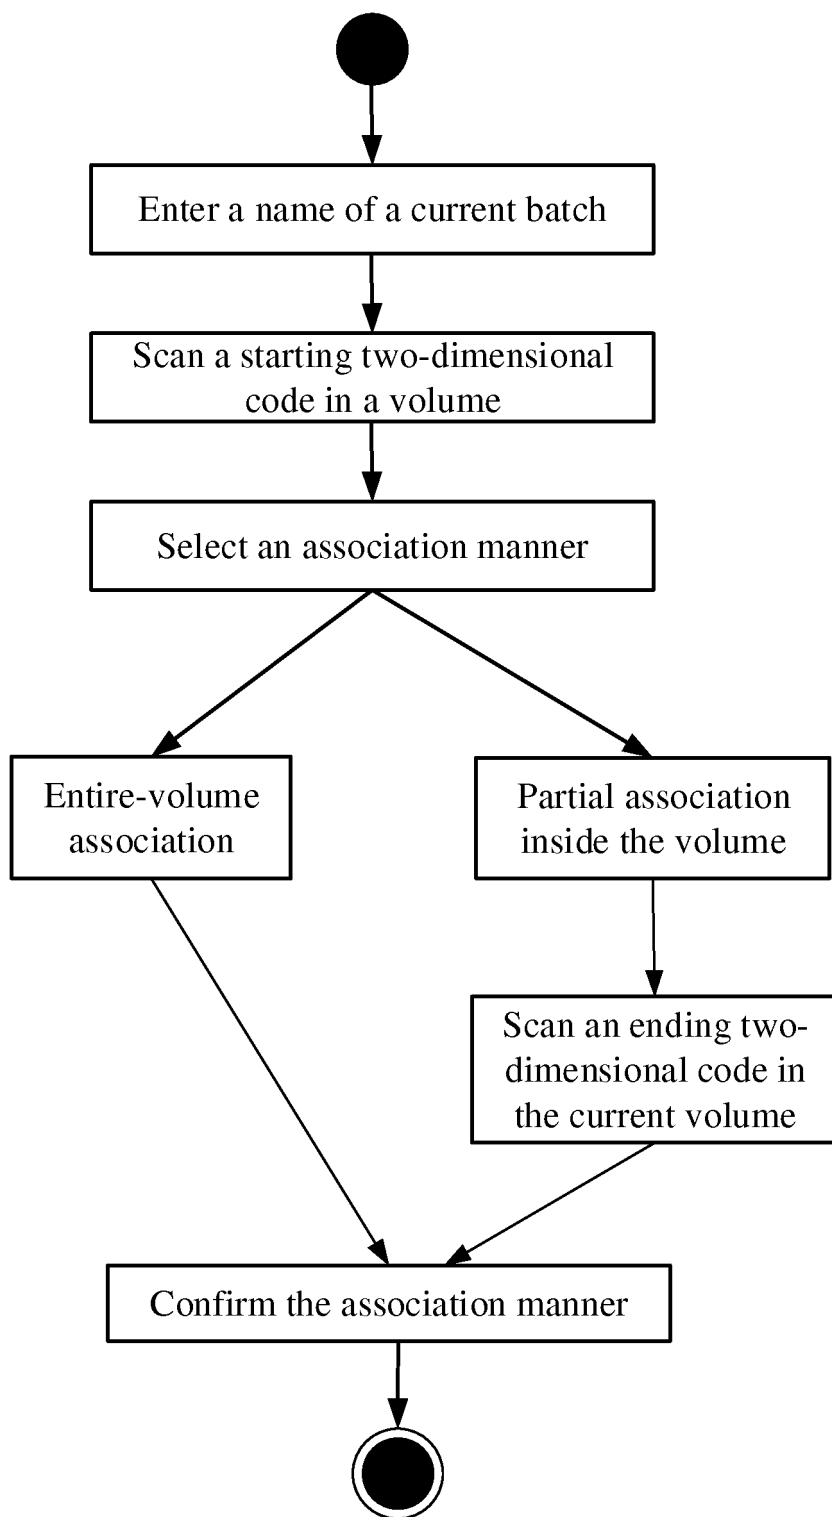 Enter a name of a current batch
Scan a starting two-dimensional
code in a volume
Select an association manner
Entire-volume
association
Partial association
inside the volume
Scan an ending two-
dimensional code in
the current volume
Confirm the association manner